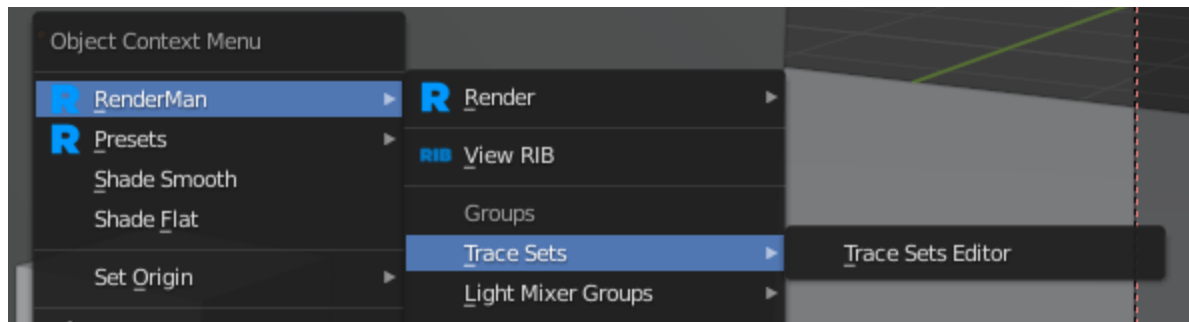 Object Context Menu
R RenderMan
R Presets
Shade Smooth
Shade Flat
Set Origin
R Render
RIB View RIB
Groups
Trace Sets
Light Mixer Groups
Trace Sets Editor